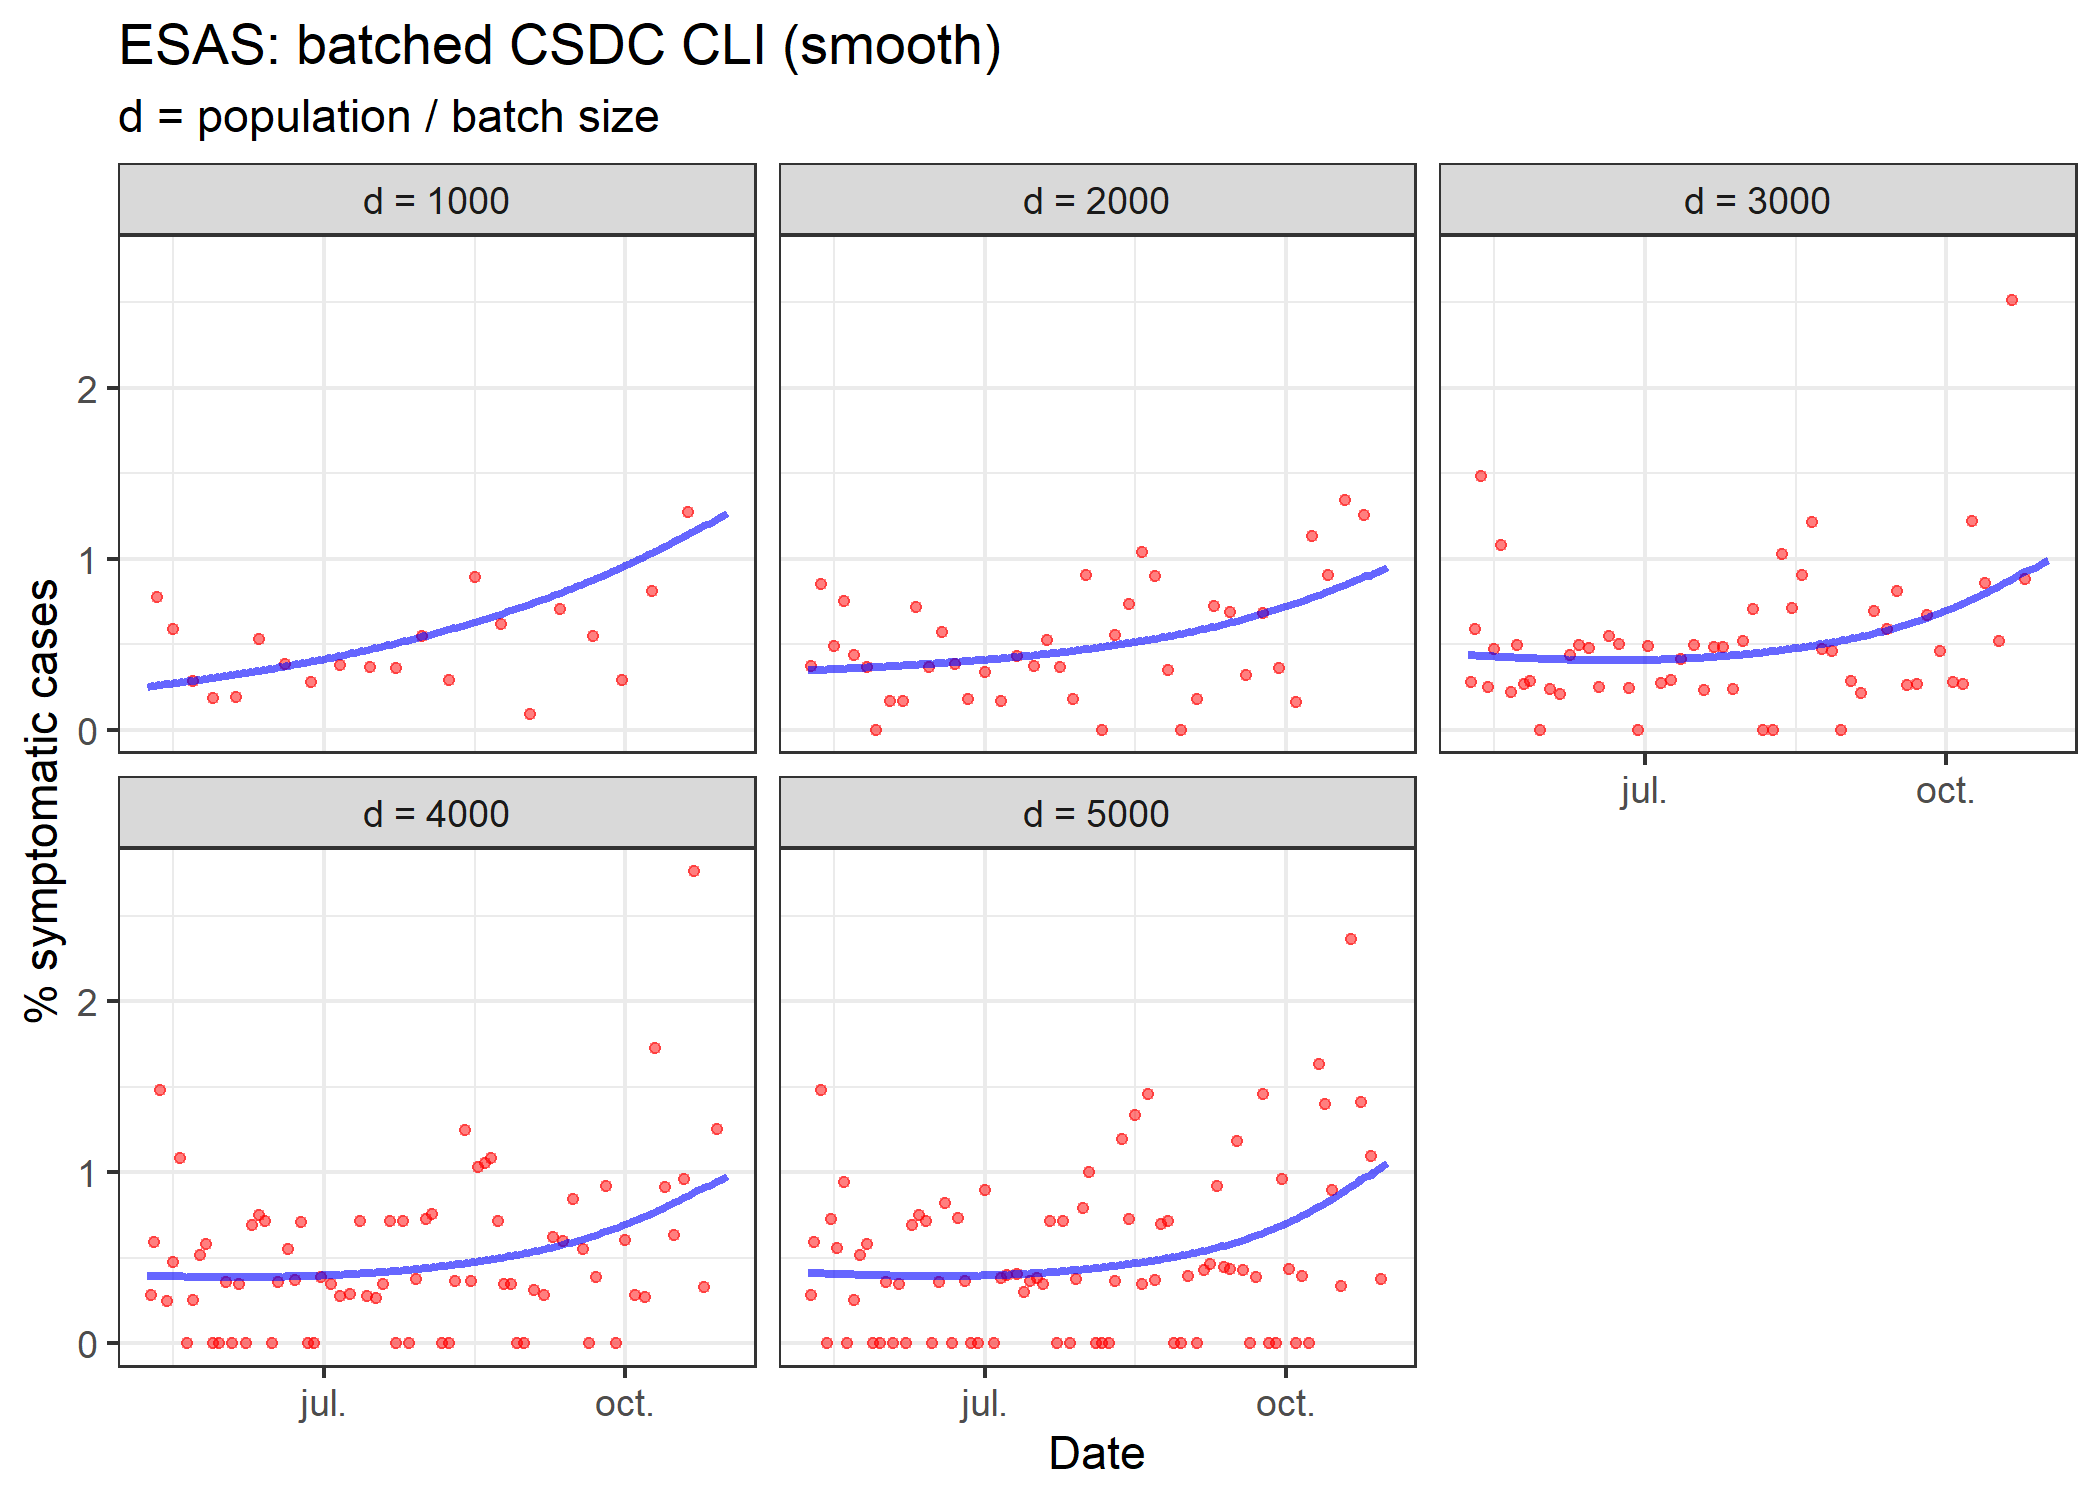 ESAS: batched CSDC CLI (smooth)
d = population / batch size
d = 1000
d = 2000
d = 3000
2
1
0
jul.
oct.
% symptomatic cases
d = 4000
d = 5000
2
1
0
jul.
oct.
jul.
oct.
Date